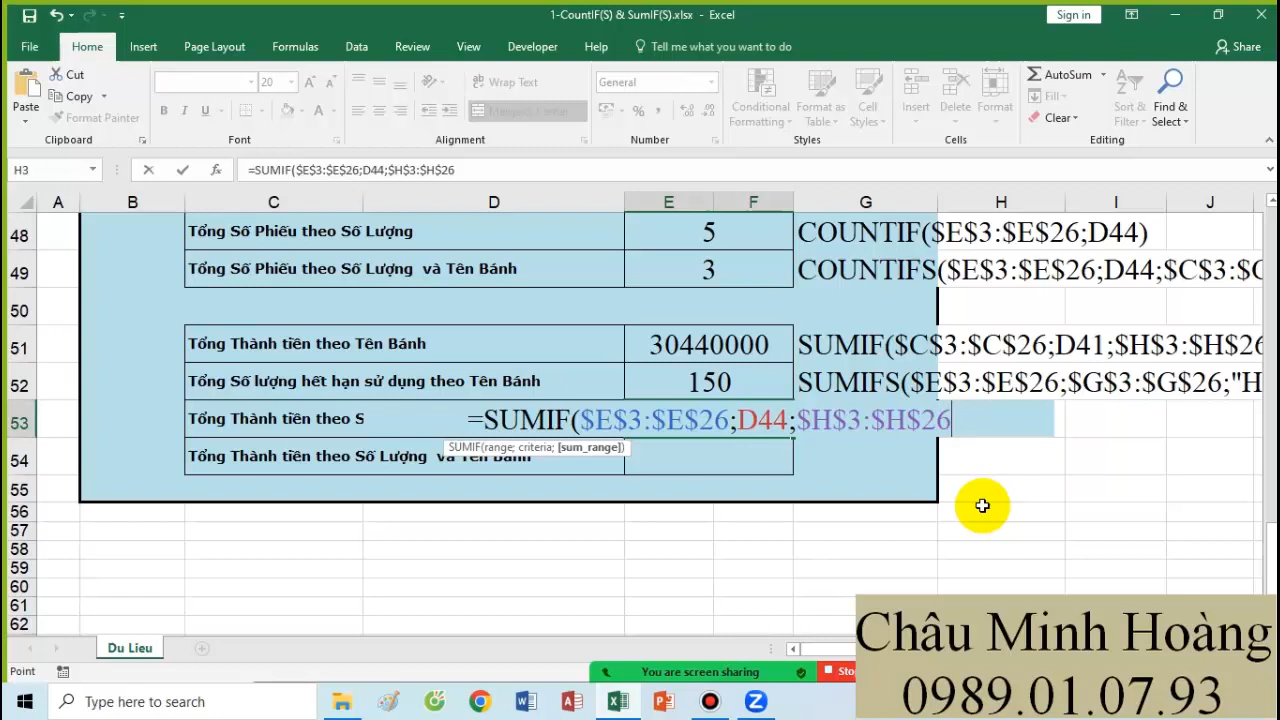 1-CountIF(S) & SumIF(S).xlsx - Excel
Sign in
File Home Insert Page Layout Formulas Data Review View Developer Help Tell me what you want to do Share
Paste
Cut
Copy
Format Painter
Clipboard
20
Font
Wrap Text
Alignment
General
Number
Conditional Formatting
Format as Table
Cell Styles
Styles
Insert Delete Format
Cells
AutoSum
Fill
Clear
Sort & Filter
Find & Select
Editing
H3 =SUMIF($E$3:$E$26;D44;$H$3:$H$26
A B C D E F G H I J
48 Tổng Số Phiếu theo Số Lượng 5 COUNTIF($E$3:$E$26;D44)
49 Tổng Số Phiếu theo Số Lượng và Tên Bánh 3 COUNTIFS($E$3:$E$26;D44;$C$3:$C
50
51 Tổng Thành tiền theo Tên Bánh 30440000 SUMIF($C$3:$C$26;D41;$H$3:$H$26
52 Tổng Số lượng hết hạn sử dụng theo Tên Bánh 150 SUMIFS($E$3:$E$26;$G$3:$G$26;"H
53 Tổng Thành tiền theo S =SUMIF($E$3:$E$26;D44;$H$3:$H$26
SUMIF(range; criteria; [sum_range])
54 Tổng Thành tiền theo Số Lượng và Tên Bánh
55
56
57
58
59
60
61
62
Du Lieu
Point
You are screen sharing
Type here to search
Châu Minh Hoàng
0989.01.07.93